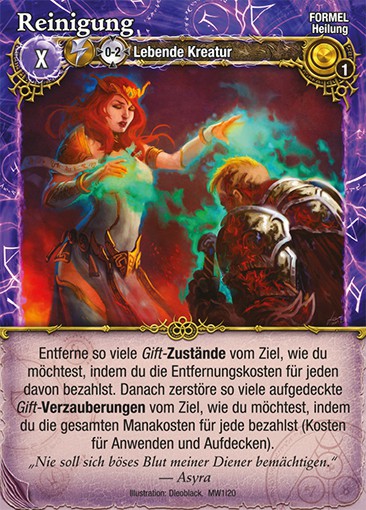 Reinigung
FORMEL
Heilung
X
0-2
Lebende Kreatur
1
Entferne so viele Gift-Zustände vom Ziel, wie du
möchtest, indem du die Entfernungskosten für jeden
davon bezahlst. Danach zerstöre so viele aufgedeckte
Gift-Verzauberungen vom Ziel, wie du möchtest, indem
du die gesamten Manakosten für jede bezahlst (Kosten
für Anwenden und Aufdecken).
„Nie soll sich böses Blut meiner Diener bemächtigen.“
— Asyra
Illustration: Dleoblack, MW1I20